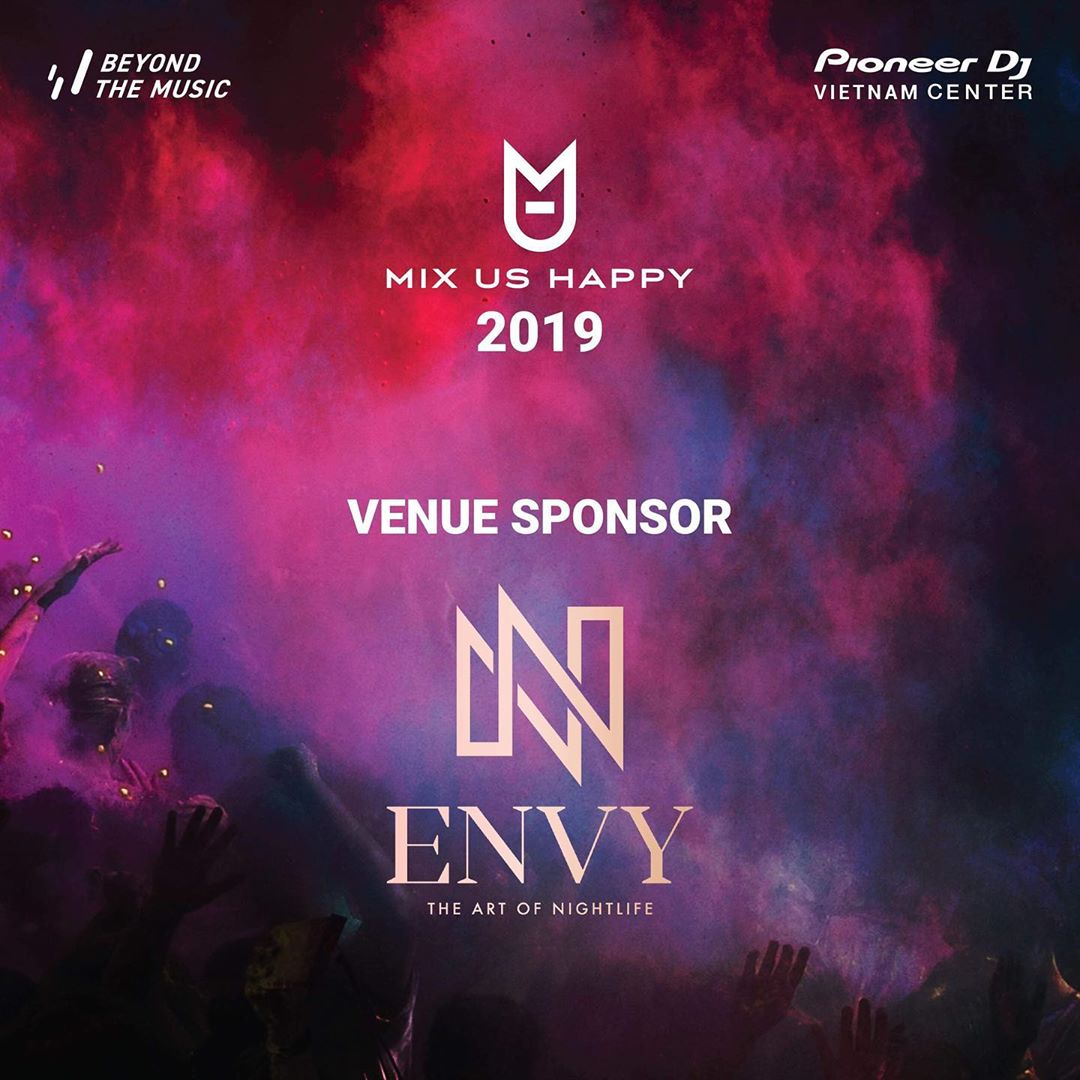 BEYOND
THE MUSIC
Pioneer DJ
VIETNAM CENTER
MIX US HAPPY
2019
VENUE SPONSOR
ENVY
THE ART OF NIGHTLIFE